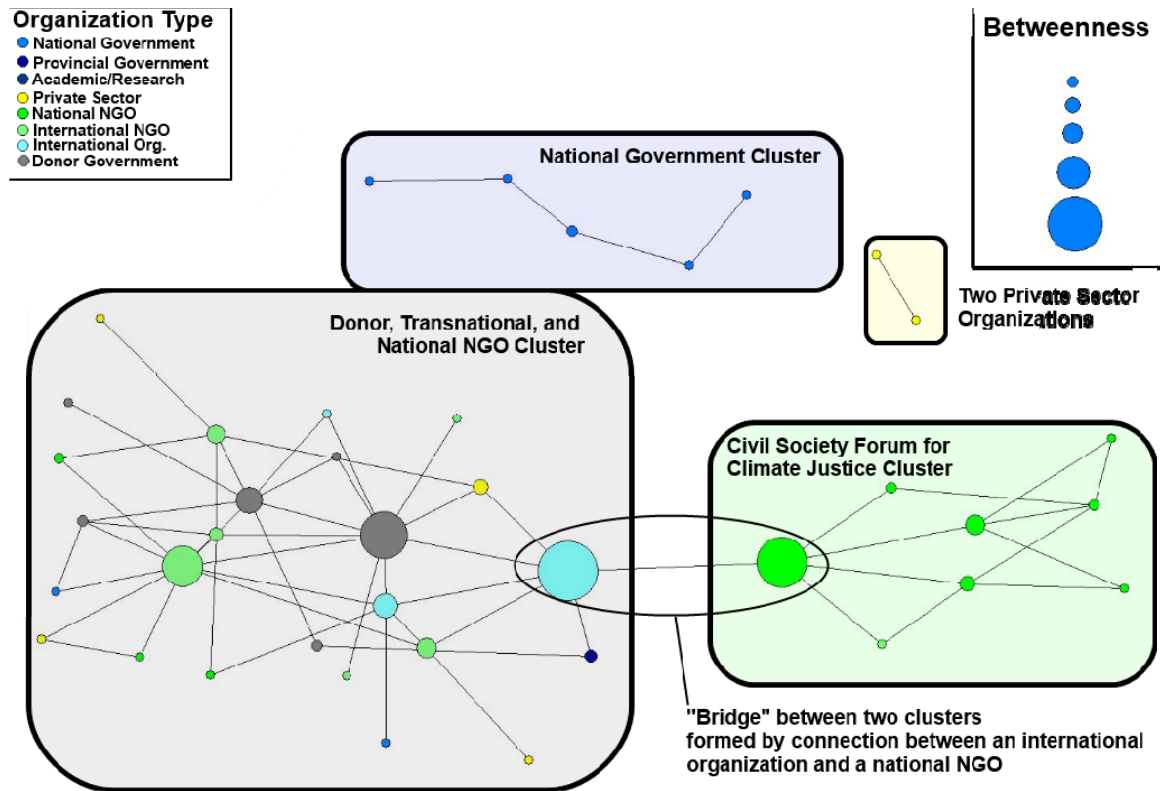 Organization Type
National Government
Provincial Government
Academic/Research
Private Sector
National NGO
International NGO
International Org.
Donor Government
Betweenness
National Government Cluster
Two Private Sector
Organizations
Donor, Transnational, and
National NGO Cluster
Civil Society Forum for
Climate Justice Cluster
"Bridge" between two clusters
formed by connection between an international
organization and a national NGO